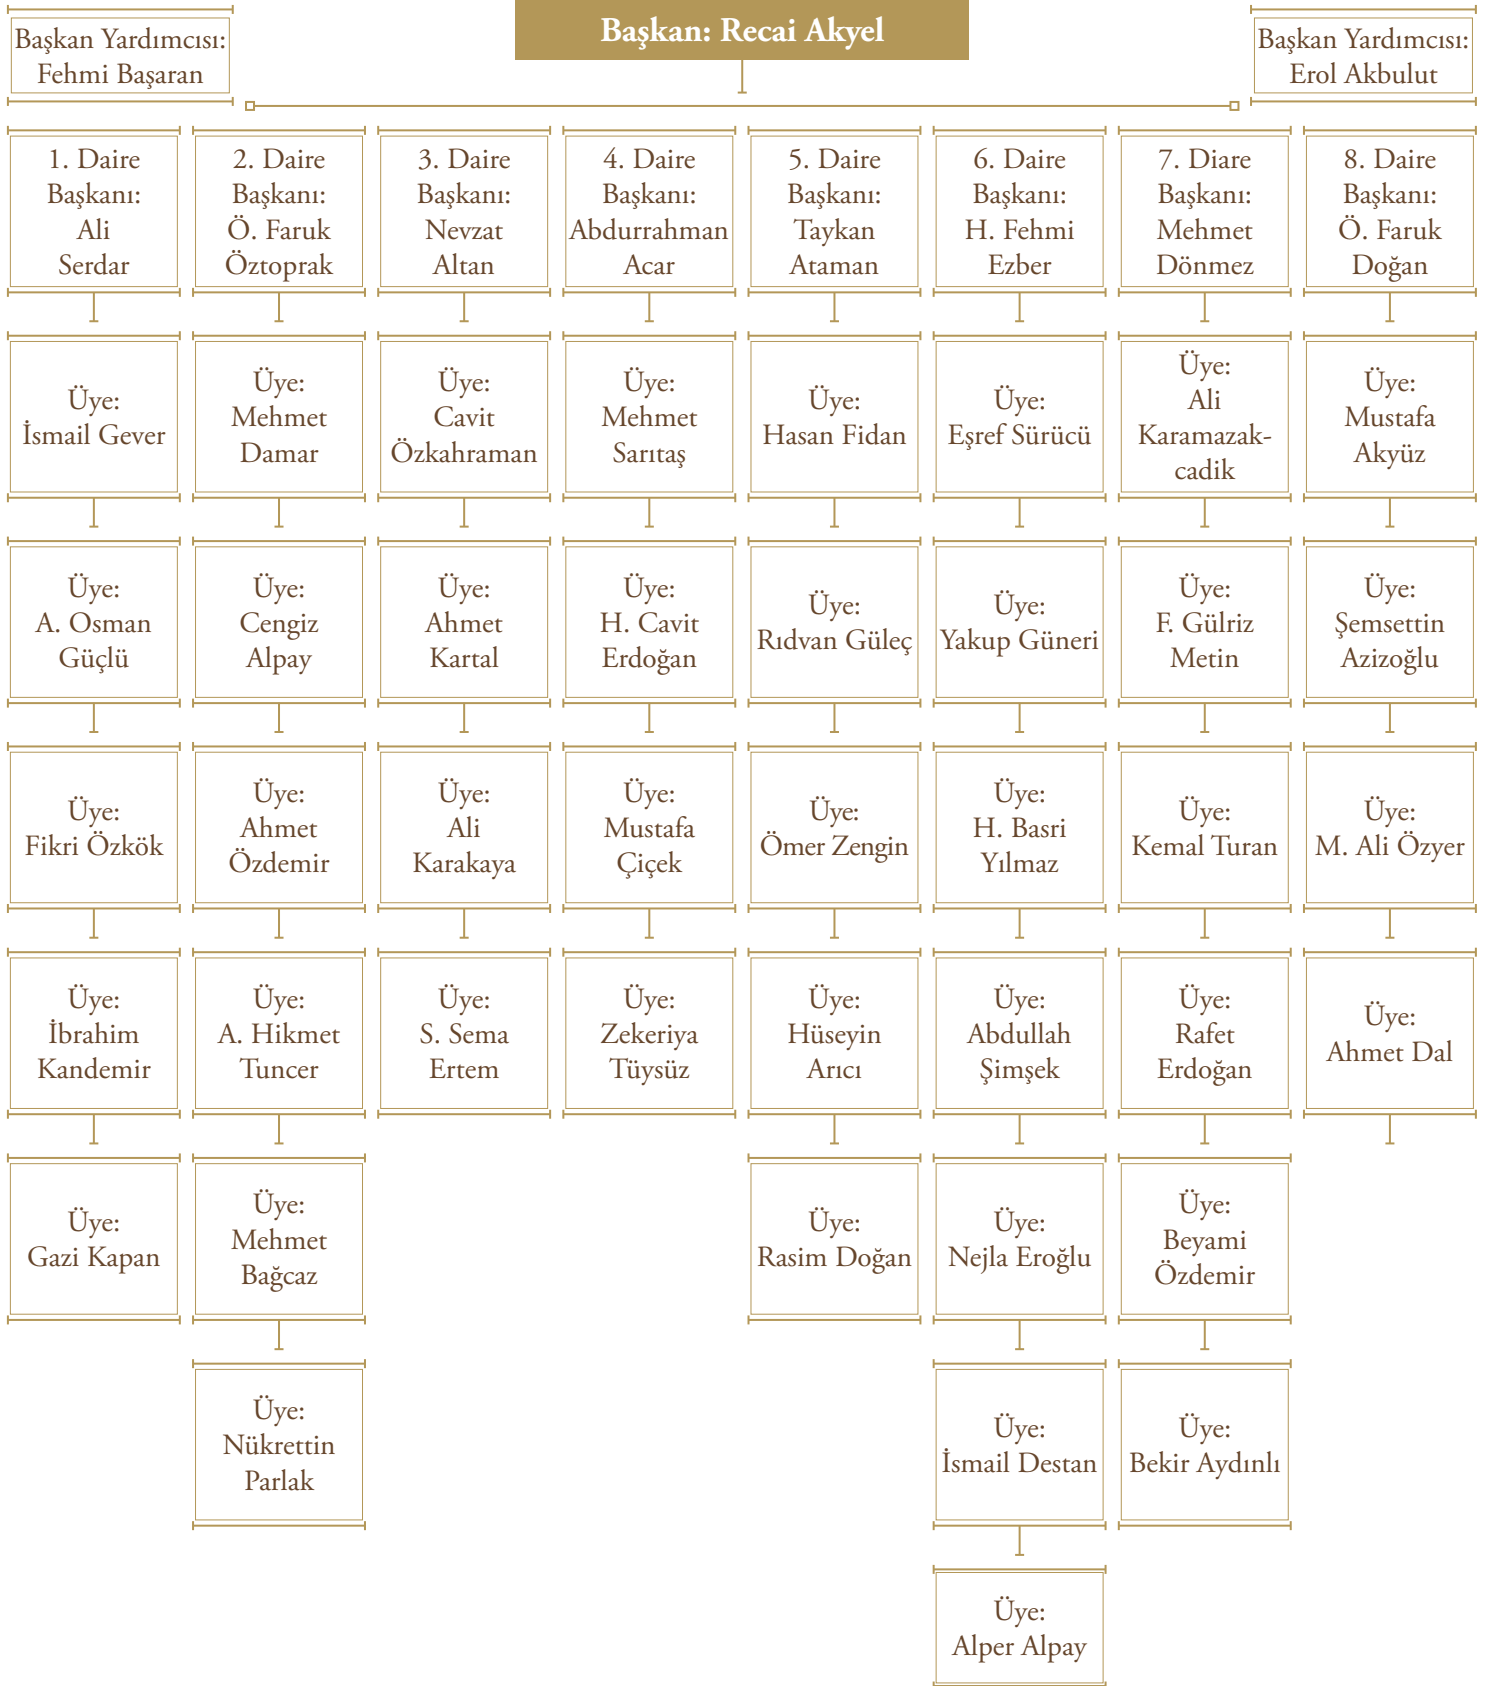 Başkan Yardımcısı:
Fehmi Başaran
Başkan: Recai Akyel
Başkan Yardımcısı:
Erol Akbulut
1. Daire
Başkanı:
Ali
Serdar
2. Daire
Başkanı:
Ö. Faruk
Öztoprak
3. Daire
Başkanı:
Nevzat
Altan
4. Daire
Başkanı:
Abdurrahman
Acar
5. Daire
Başkanı:
Taykan
Ataman
6. Daire
Başkanı:
H. Fehmi
Ezber
7. Diare
Başkanı:
Mehmet
Dönmez
8. Daire
Başkanı:
Ö. Faruk
Doğan
Üye:
İsmail Gever
Üye:
Mehmet
Damar
Üye:
Cavit
Özkahraman
Üye:
Mehmet
Sarıtaş
Üye:
Hasan Fidan
Üye:
Eşref Sürücü
Üye:
Ali
Karamazak-
cadik
Üye:
Mustafa
Akyüz
Üye:
A. Osman
Güçlü
Üye:
Cengiz
Alpay
Üye:
Ahmet
Kartal
Üye:
H. Cavit
Erdoğan
Üye:
Rıdvan Güleç
Üye:
Yakup Güneri
Üye:
F. Gülriz
Metin
Üye:
Şemsettin
Azizoğlu
Üye:
Fikri Özkök
Üye:
Ahmet
Özdemir
Üye:
Ali
Karakaya
Üye:
Mustafa
Çiçek
Üye:
Ömer Zengin
Üye:
H. Basri
Yılmaz
Üye:
Kemal Turan
Üye:
M. Ali Özyer
Üye:
İbrahim
Kandemir
Üye:
A. Hikmet
Tuncer
Üye:
S. Sema
Ertem
Üye:
Zekeriya
Tüysüz
Üye:
Hüseyin
Arıcı
Üye:
Abdullah
Şimşek
Üye:
Rafet
Erdoğan
Üye:
Ahmet Dal
Üye:
Gazi Kapan
Üye:
Mehmet
Bağcaz
Üye:
Rasim Doğan
Üye:
Nejla Eroğlu
Üye:
Beyami
Özdemir
Üye:
Nükrettin
Parlak
Üye:
İsmail Destan
Üye:
Bekir Aydınlı
Üye:
Alper Alpay